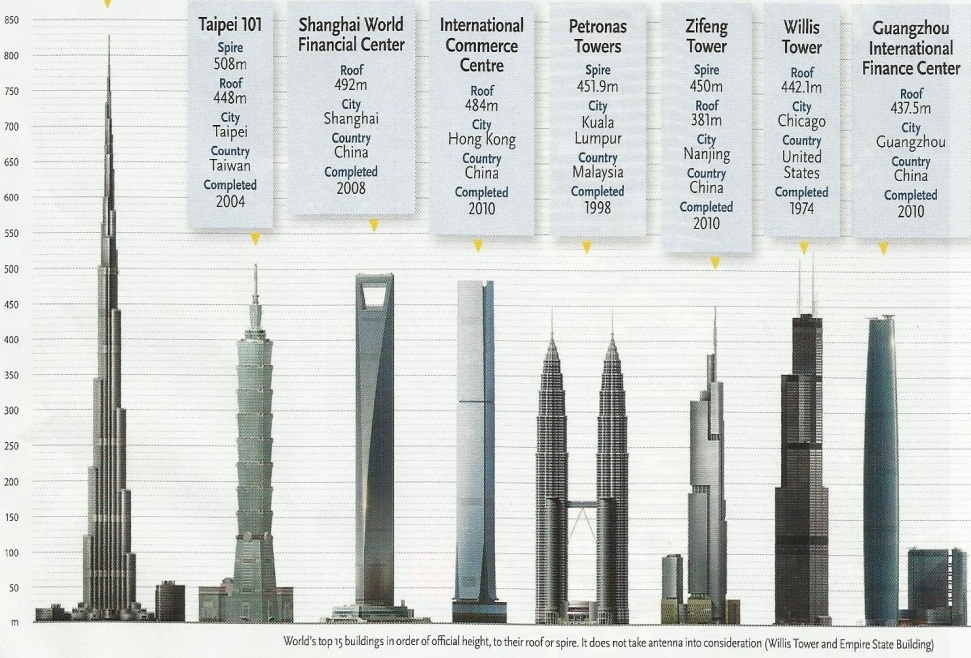 850
800
750
700
650
600
550
500
450
400
350
300
250
200
150
100
50
m
Taipei 101
Spire
508m
Roof
448m
City
Taipei
Country
Taiwan
Completed
2004
Shanghai World
Financial Center
Roof
492m
City
Shanghai
Country
China
Completed
2008
International
Commerce
Centre
Roof
484m
City
Hong Kong
Country
China
Completed
2010
Petronas
Towers
Spire
451.9m
City
Kuala
Lumpur
Country
Malaysia
Completed
1998
Zifeng
Tower
Spire
450m
Roof
381m
City
Nanjing
Country
China
Completed
2010
Willis
Tower
Roof
442.1m
City
Chicago
Country
United
States
Completed
1974
Guangzhou
International
Finance Center
Roof
437.5m
City
Guangzhou
Country
China
Completed
2010
World's top 15 buildings in order of official height, to their roof or spire. It does not take antenna into consideration (Willis Tower and Empire State Building)